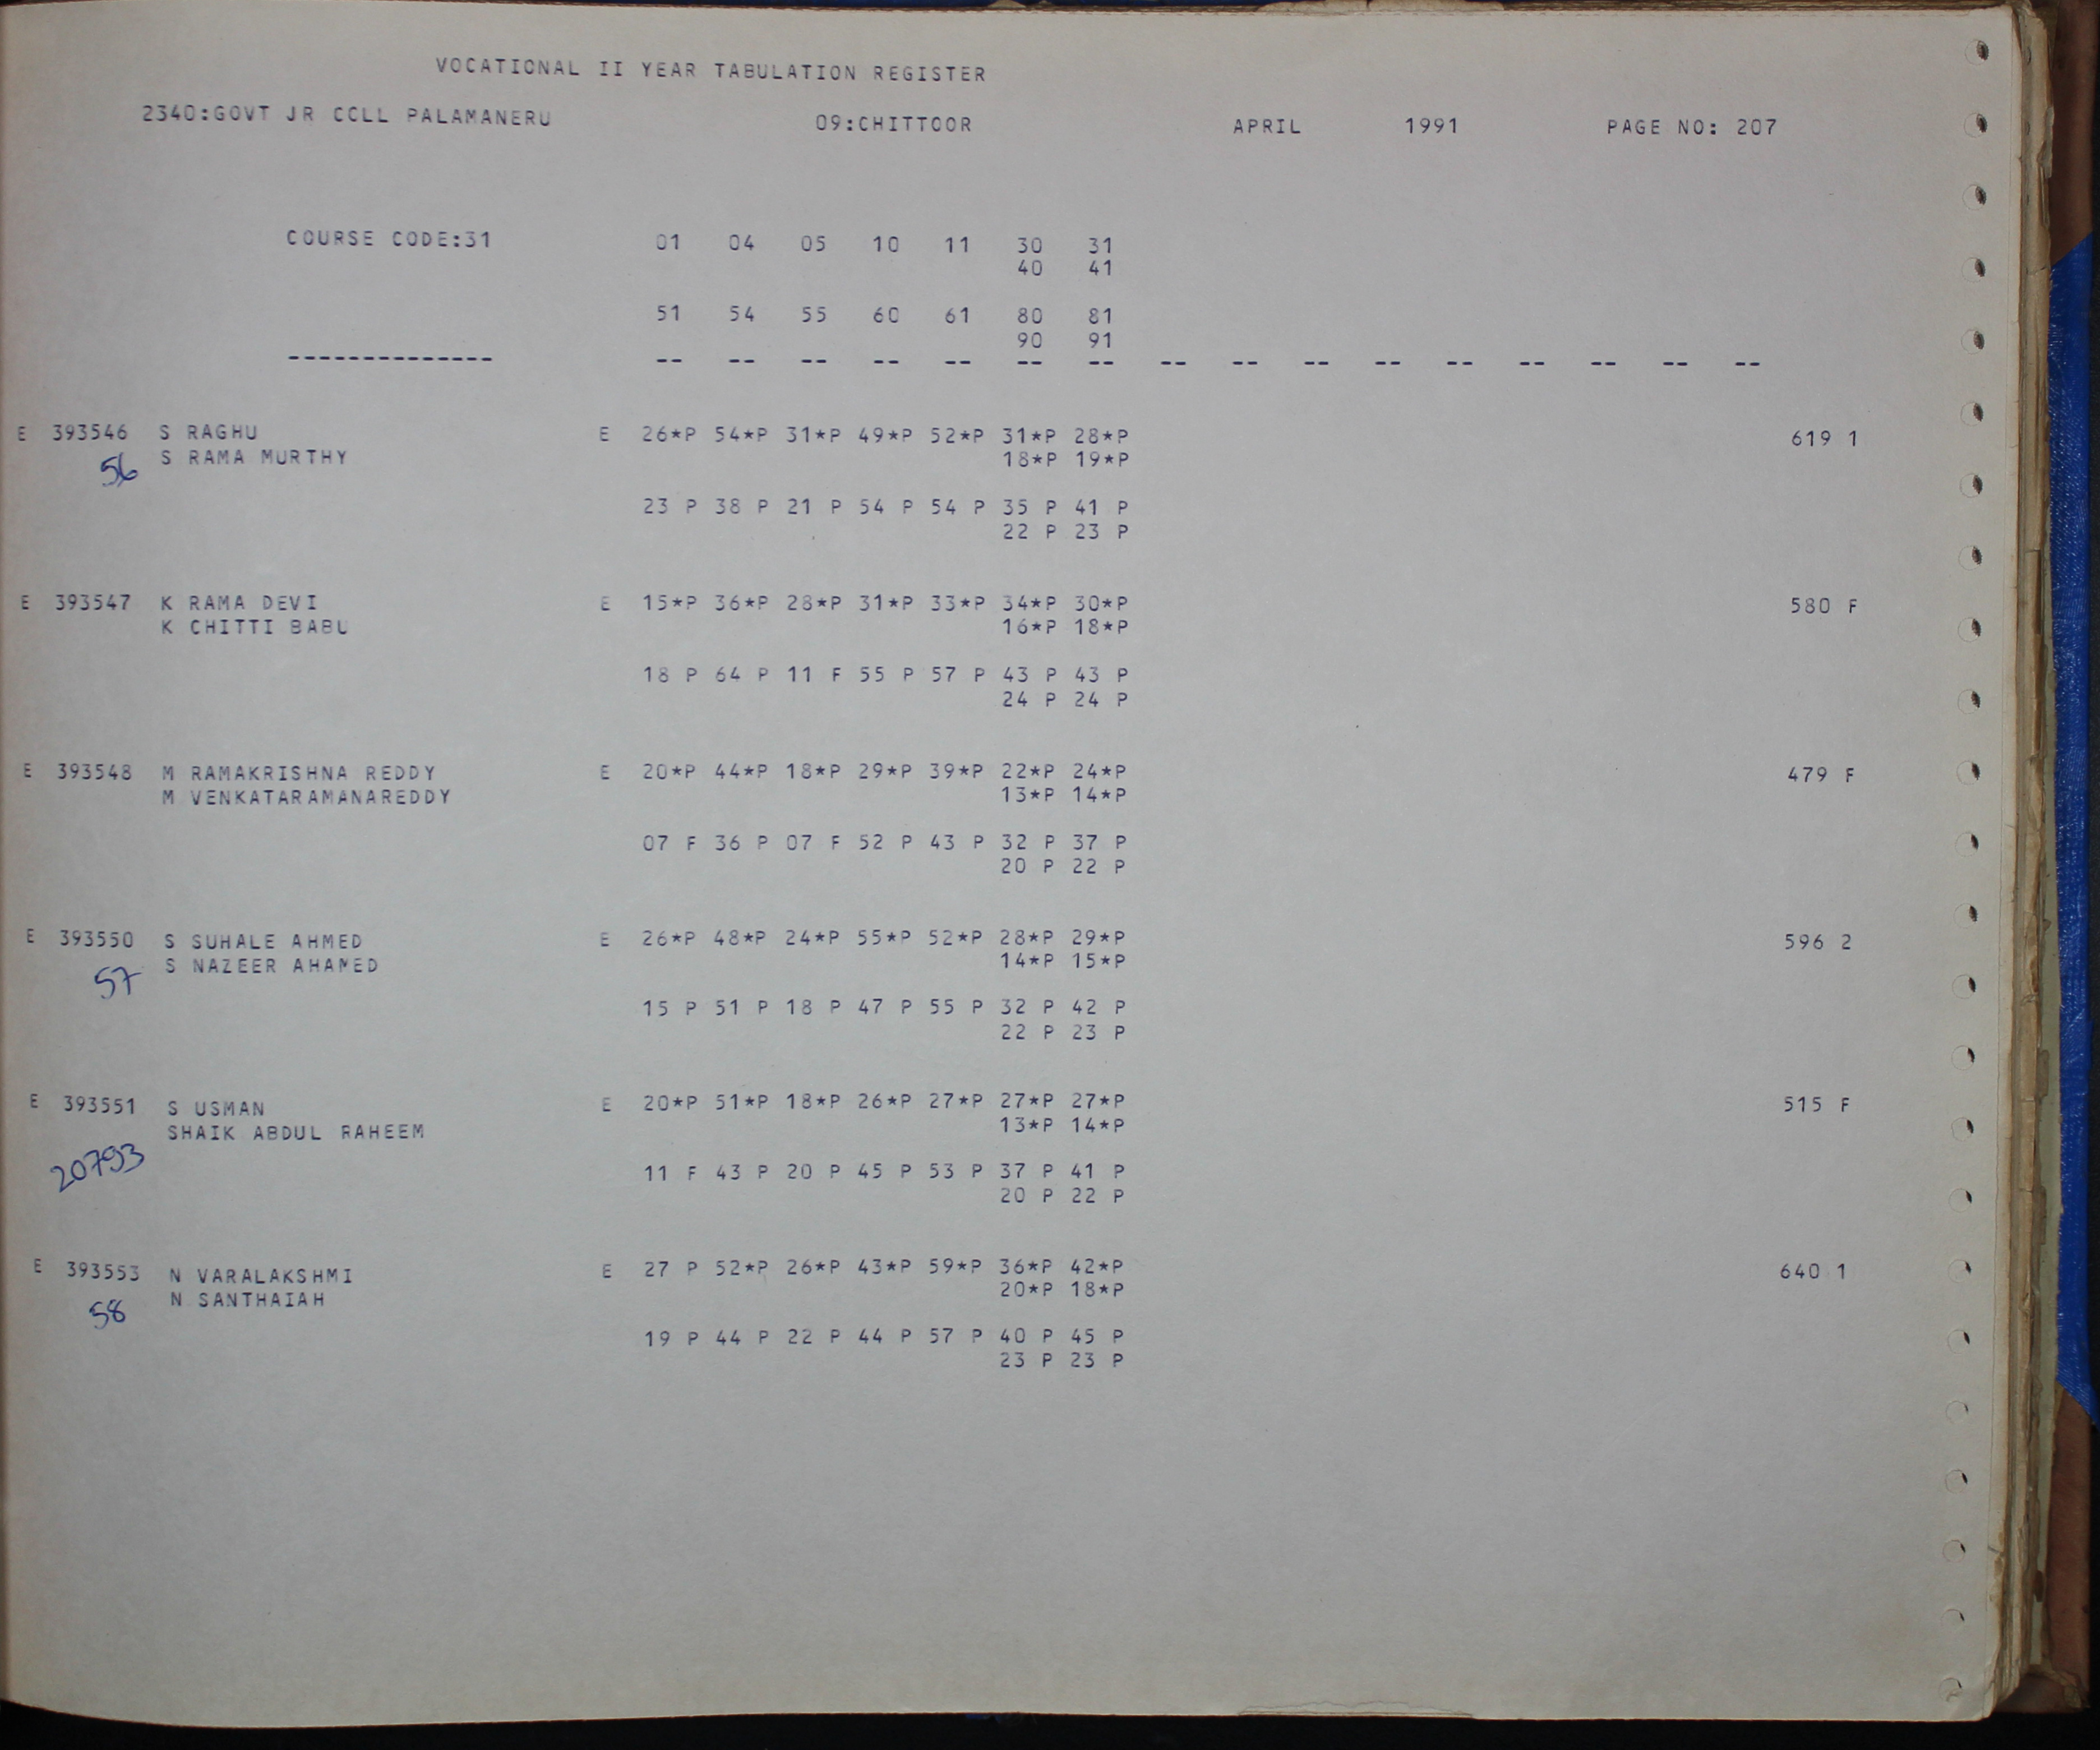 VOCATIONAL II YEAR TABULATION REGISTER
2340:GOVT JR CCLL PALAMANERU 09:CHITTOOR APRIL 1991 PAGE NO: 207
COURSE CODE:31 01 04 05 10 11 30 31
40 41
51 54 55 60 61 80 81
90 91
-------------- -- -- -- -- -- -- -- -- -- -- -- -- -- -- -- --
E 393546 S RAGHU E 26*P 54*P 31*P 49*P 52*P 31*P 28*P 619 1
56 S RAMA MURTHY 18*P 19*P
23 P 38 P 21 P 54 P 54 P 35 P 41 P
22 P 23 P
E 393547 K RAMA DEVI E 15*P 36*P 28*P 31*P 33*P 34*P 30*P 580 F
K CHITTI BABU 16*P 18*P
18 P 64 P 11 F 55 P 57 P 43 P 43 P
24 P 24 P
E 393548 M RAMAKRISHNA REDDY E 20*P 44*P 18*P 29*P 39*P 22*P 24*P 479 F
M VENKATARAMANAREDDY 13*P 14*P
07 F 36 P 07 F 52 P 43 P 32 P 37 P
20 P 22 P
E 393550 S SUHALE AHMED E 26*P 48*P 24*P 55*P 52*P 28*P 29*P 596 2
57 S NAZEER AHAMED 14*P 15*P
15 P 51 P 18 P 47 P 55 P 32 P 42 P
22 P 23 P
E 393551 S USMAN E 20*P 51*P 18*P 26*P 27*P 27*P 27*P 515 F
SHAIK ABDUL RAHEEM 13*P 14*P
20793 11 F 43 P 20 P 45 P 53 P 37 P 41 P
20 P 22 P
E 393553 N VARALAKSHMI E 27 P 52*P 26*P 43*P 59*P 36*P 42*P 640 1
58 N SANTHAIAH 20*P 18*P
19 P 44 P 22 P 44 P 57 P 40 P 45 P
23 P 23 P